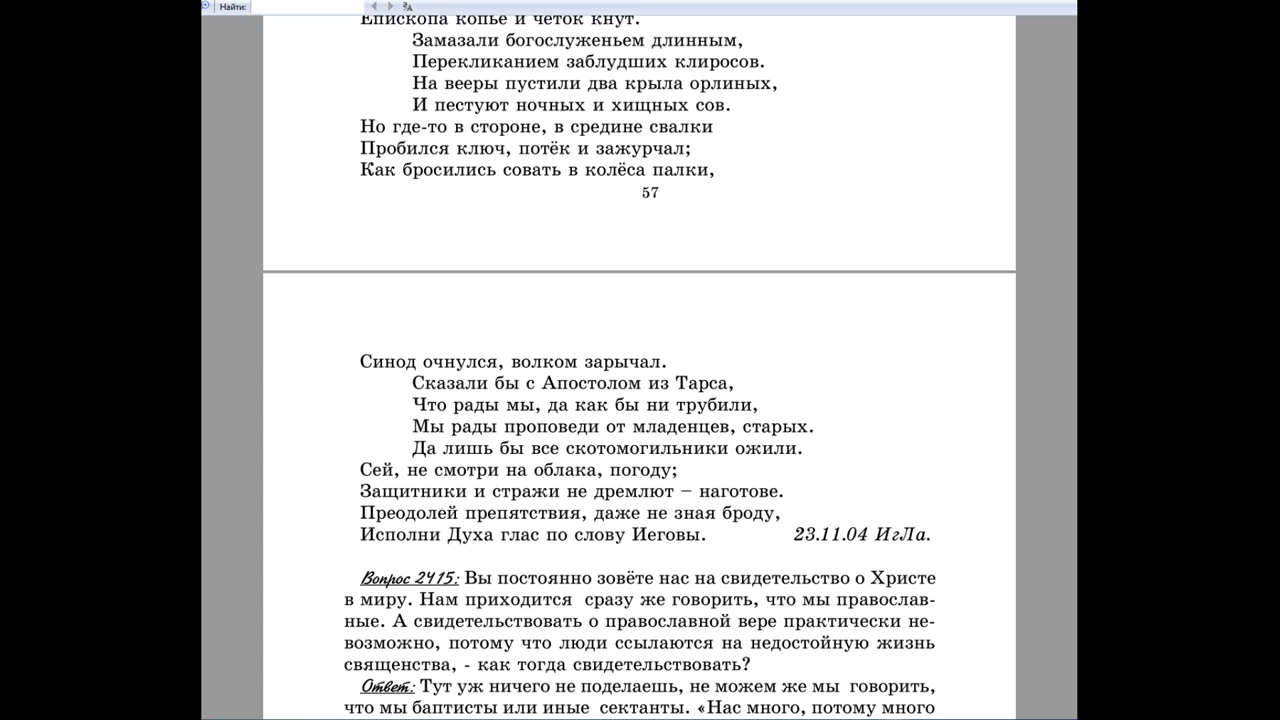 Найти:
Епископа копьё и чёток кнут.
Замазали богослуженьем длинным,
Перекликанием заблудших клиросов.
На вееры пустили два крыла орлиных,
И пестуют ночных и хищных сов.
Но где-то в стороне, в средине свалки
Пробился ключ, потёк и зажурчал;
Как бросились совать в колёса палки,
57
Синод очнулся, волком зарычал.
Сказали бы с Апостолом из Тарса,
Что рады мы, да как бы ни трубили,
Мы рады проповеди от младенцев, старых.
Да лишь бы все скотомогильники ожили.
Сей, не смотри на облака, погоду;
Защитники и стражи не дремлют – наготове.
Преодолей препятствия, даже не зная броду,
Исполни Духа глас по слову Иеговы. 23.11.04 ИгЛа.
Вопрос 2415: Вы постоянно зовёте нас на свидетельство о Христе
в миру. Нам приходится сразу же говорить, что мы православ-
ные. А свидетельствовать о православной вере практически не-
возможно, потому что люди ссылаются на недостойную жизнь
священства, - как тогда свидетельствовать?
Ответ: Тут уж ничего не поделаешь, не можем же мы говорить,
что мы баптисты или иные сектанты. «Нас много, потому много